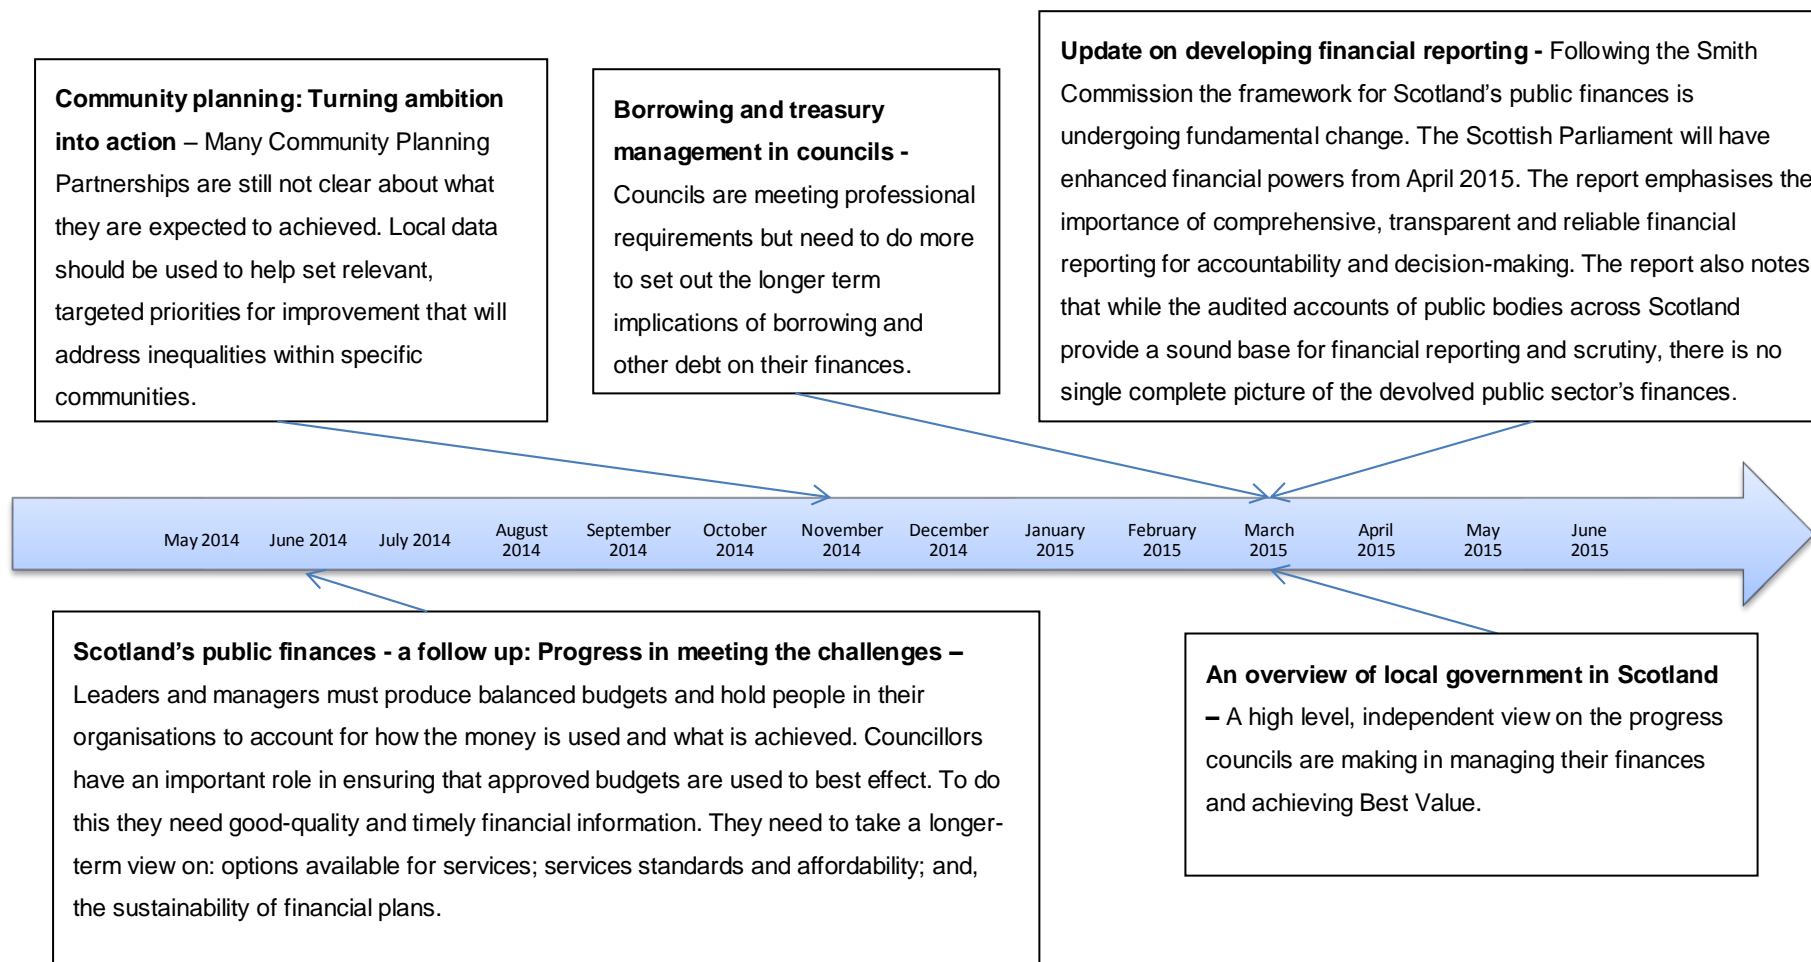 Community planning: Turning ambition
into action – Many Community Planning
Partnerships are still not clear about what
they are expected to achieved. Local data
should be used to help set relevant,
targeted priorities for improvement that will
address inequalities within specific
communities.
Borrowing and treasury
management in councils -
Councils are meeting professional
requirements but need to do more
to set out the longer term
implications of borrowing and
other debt on their finances.
Update on developing financial reporting - Following the Smith
Commission the framework for Scotland’s public finances is
undergoing fundamental change. The Scottish Parliament will have
enhanced financial powers from April 2015. The report emphasises the
importance of comprehensive, transparent and reliable financial
reporting for accountability and decision-making. The report also notes
that while the audited accounts of public bodies across Scotland
provide a sound base for financial reporting and scrutiny, there is no
single complete picture of the devolved public sector’s finances.
May 2014
June 2014
July 2014
August
2014
September
2014
October
2014
November
2014
December
2014
January
2015
February
2015
March
2015
April
2015
May
2015
June
2015
Scotland’s public finances - a follow up: Progress in meeting the challenges –
Leaders and managers must produce balanced budgets and hold people in their
organisations to account for how the money is used and what is achieved. Councillors
have an important role in ensuring that approved budgets are used to best effect. To do
this they need good-quality and timely financial information. They need to take a longer-
term view on: options available for services; services standards and affordability; and,
the sustainability of financial plans.
An overview of local government in Scotland
– A high level, independent view on the progress
councils are making in managing their finances
and achieving Best Value.